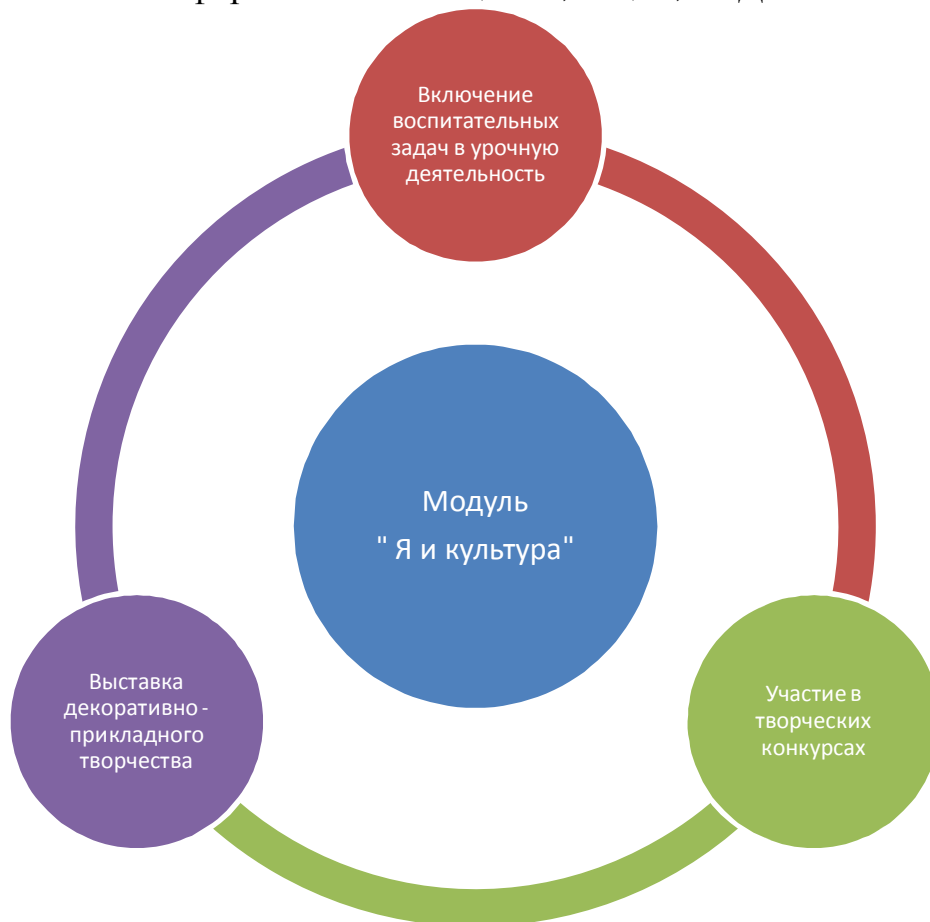 Включение
воспитательных
задач в урочную
деятельность
Модуль
" Я и культура"
Выставка
декоративно -
прикладного
творчества
Участие в
творческих
конкурсах